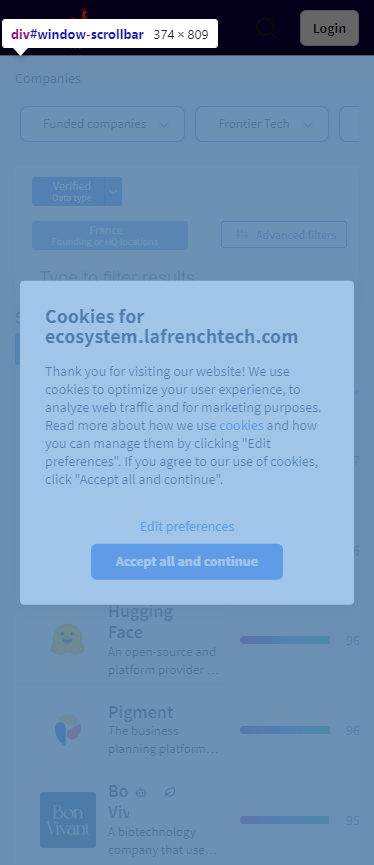 div#window-scrollbar 374 × 809
Login
Companies
Funded companies
Frontier Tech
Verified
Data type
France
Founding or HQ locations
Advanced filters
Type to filter results
Cookies for
ecosystem.lafrenchtech.com
Thank you for visiting our website! We use
cookies to optimize your user experience, to
analyze web traffic and for marketing purposes.
Read more about how we use cookies and how
you can manage them by clicking "Edit
preferences". If you agree to our use of cookies,
click "Accept all and continue".
Edit preferences
Accept all and continue
Hugging
Face
An open-source and
platform provider ...
96
Pigment
The business
planning platform...
96
Bon
Vivant
Bo
Viv
A biotechnology
company that use...
95